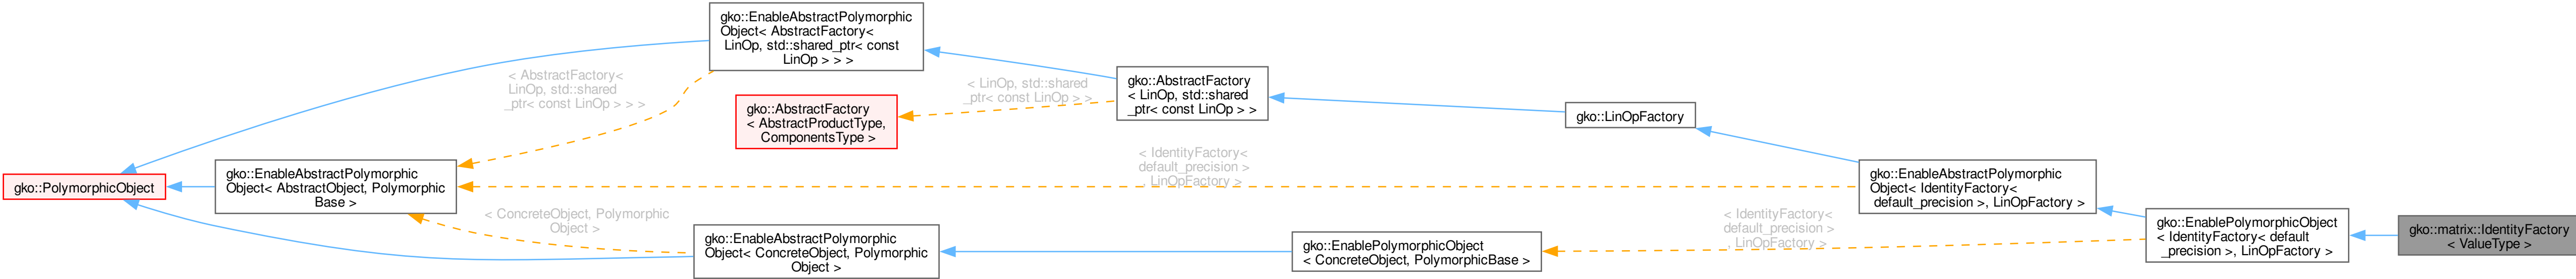 gko::EnableAbstractPolymorphic
Object< AbstractFactory<
LinOp, std::shared_ptr< const
LinOp > > >
< AbstractFactory<
LinOp, std::shared
_ptr< const LinOp > > >
gko::AbstractFactory
< AbstractProductType,
ComponentsType >
< LinOp, std::shared
_ptr< const LinOp > >
gko::AbstractFactory
< LinOp, std::shared
_ptr< const LinOp > >
gko::LinOpFactory
gko::PolymorphicObject
gko::EnableAbstractPolymorphic
Object< AbstractObject, Polymorphic
Base >
< IdentityFactory<
default_precision >
, LinOpFactory >
gko::EnableAbstractPolymorphic
Object< IdentityFactory<
default_precision >, LinOpFactory >
< ConcreteObject, Polymorphic
Object >
gko::EnableAbstractPolymorphic
Object< ConcreteObject, Polymorphic
Object >
gko::EnablePolymorphicObject
< ConcreteObject, PolymorphicBase >
< IdentityFactory<
default_precision >
, LinOpFactory >
gko::EnablePolymorphicObject
< IdentityFactory< default
_precision >, LinOpFactory >
gko::matrix::IdentityFactory
< ValueType >